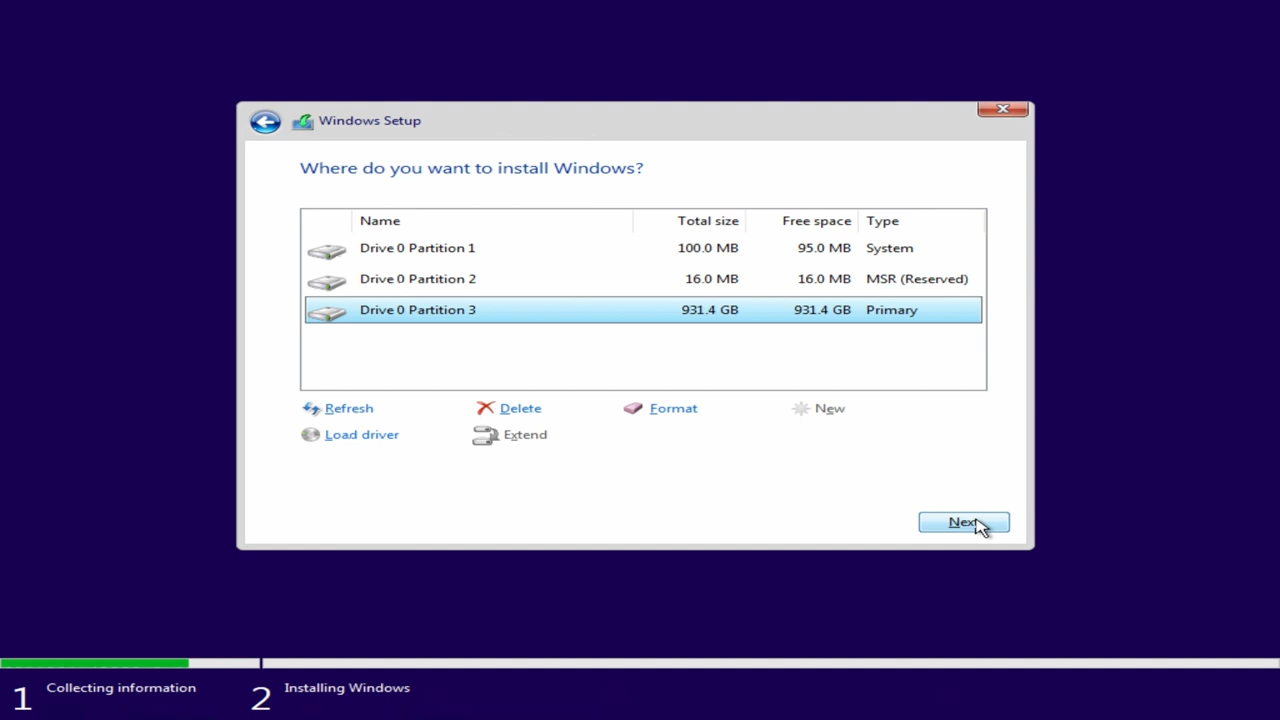 Windows Setup
Where do you want to install Windows?
Name Total size Free space Type
Drive 0 Partition 1 100.0 MB 95.0 MB System
Drive 0 Partition 2 16.0 MB 16.0 MB MSR (Reserved)
Drive 0 Partition 3 931.4 GB 931.4 GB Primary
Refresh Delete Format New
Load driver Extend
Next
1 Collecting information 2 Installing Windows